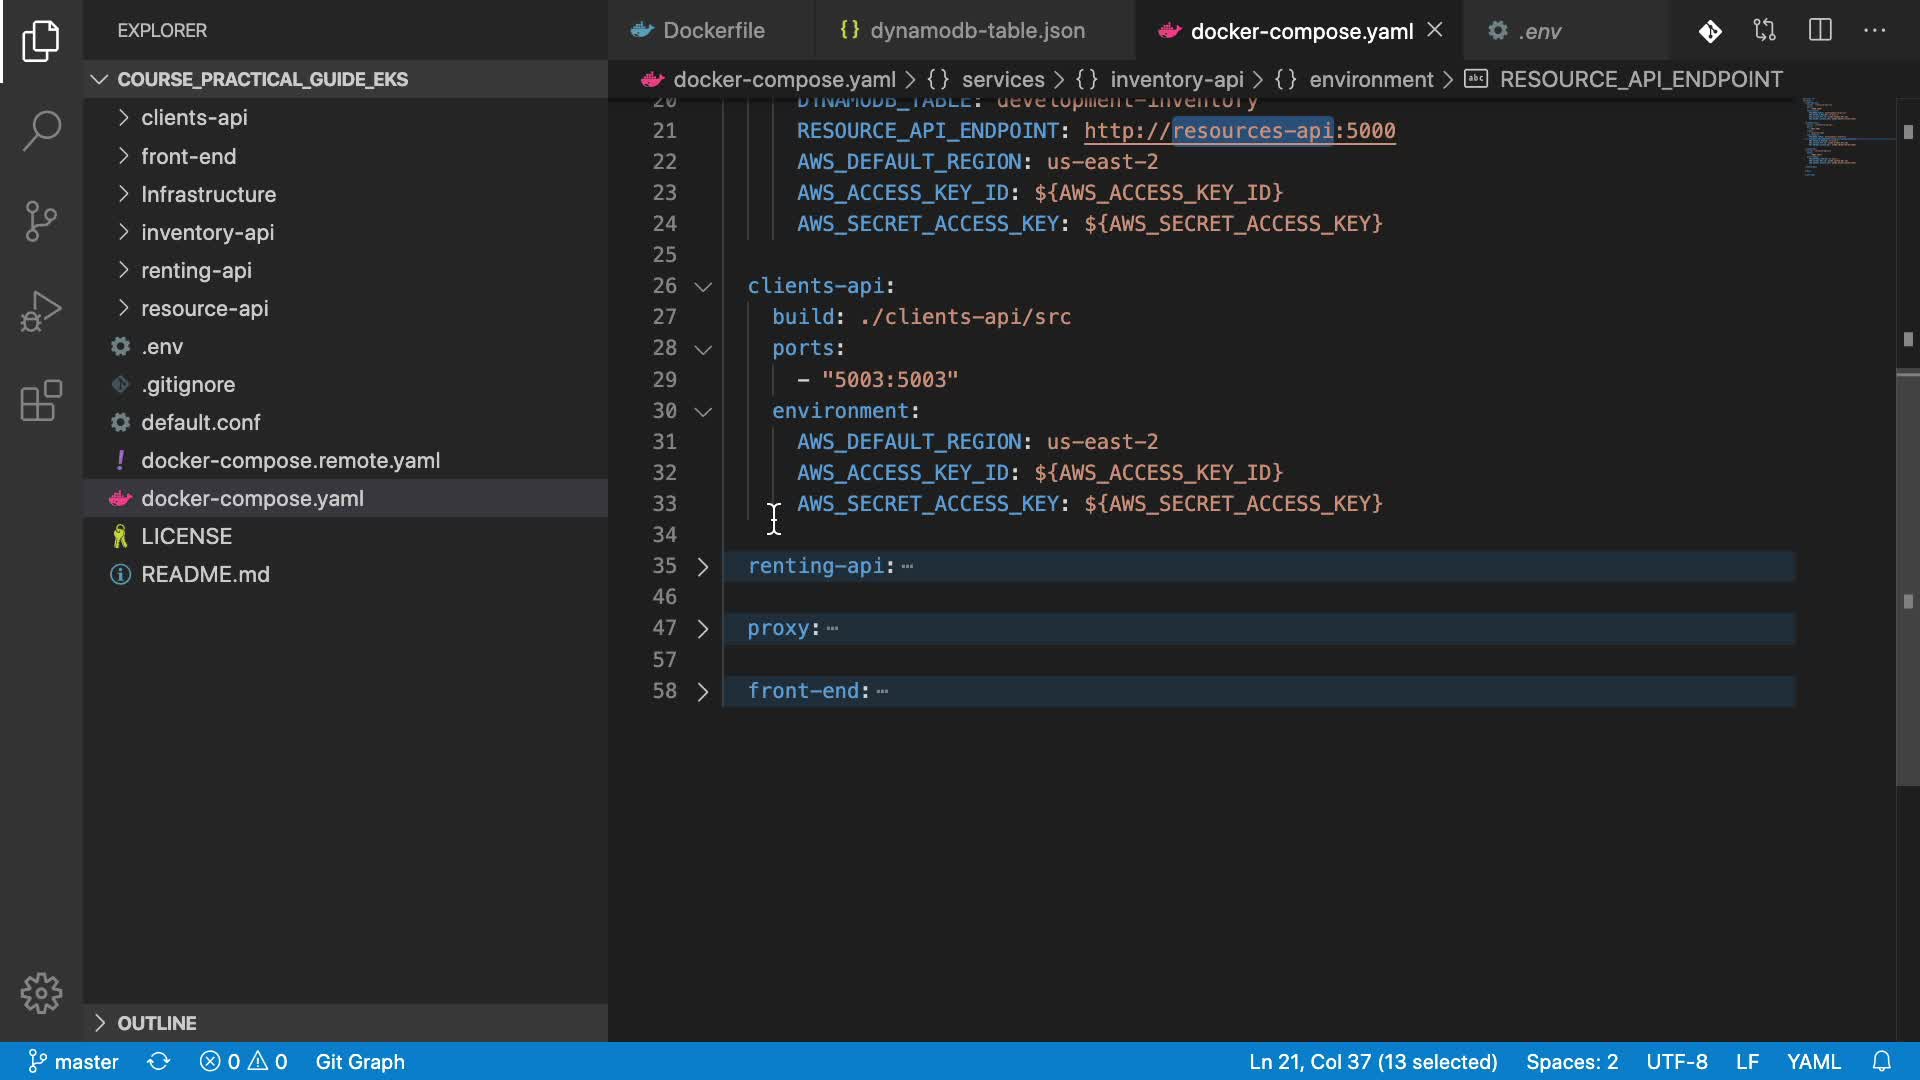 EXPLORER
Dockerfile
dynamodb-table.json
docker-compose.yaml
.env
COURSE_PRACTICAL_GUIDE_EKS
docker-compose.yaml > {} services > {} inventory-api > {} environment > abc RESOURCE_API_ENDPOINT
clients-api
front-end
Infrastructure
inventory-api
renting-api
resource-api
.env
.gitignore
default.conf
docker-compose.remote.yaml
docker-compose.yaml
LICENSE
README.md
20 DYNAMODB_TABLE: development-inventory
21 RESOURCE_API_ENDPOINT: http://resources-api:5000
22 AWS_DEFAULT_REGION: us-east-2
23 AWS_ACCESS_KEY_ID: ${AWS_ACCESS_KEY_ID}
24 AWS_SECRET_ACCESS_KEY: ${AWS_SECRET_ACCESS_KEY}
25
26 clients-api:
27 build: ./clients-api/src
28 ports:
29 - "5003:5003"
30 environment:
31 AWS_DEFAULT_REGION: us-east-2
32 AWS_ACCESS_KEY_ID: ${AWS_ACCESS_KEY_ID}
33 AWS_SECRET_ACCESS_KEY: ${AWS_SECRET_ACCESS_KEY}
34
35 renting-api: …
46
47 proxy: …
57
58 front-end: …
OUTLINE
master
0 0
Git Graph
Ln 21, Col 37 (13 selected)
Spaces: 2
UTF-8
LF
YAML